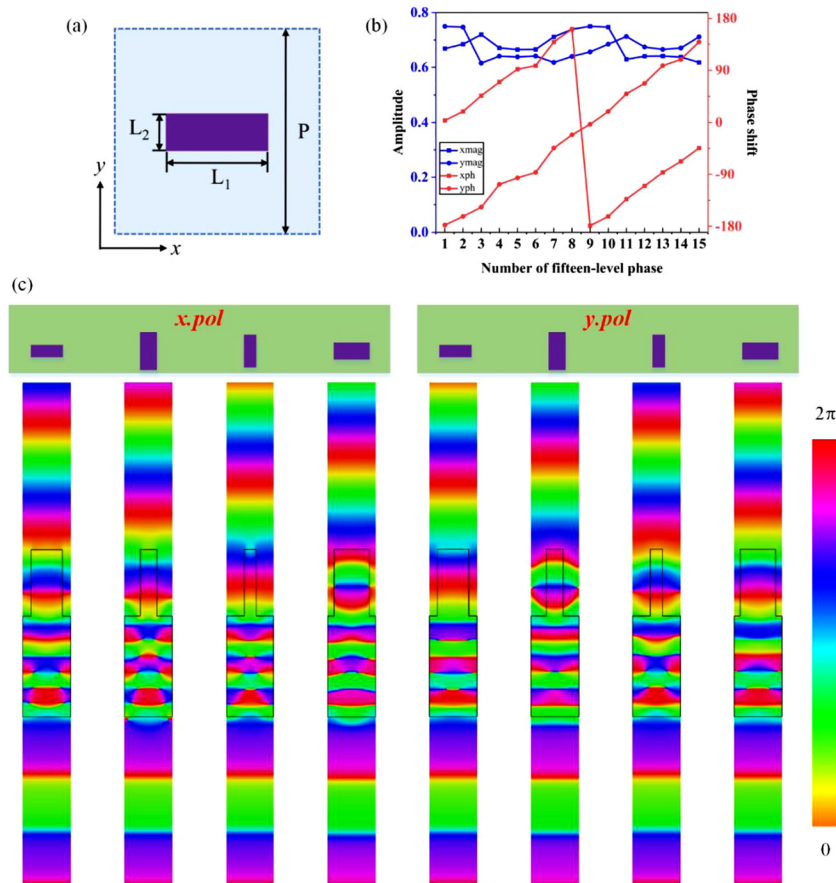 (a)
L₂
L₁
P
y
x
(b)
0.8
0.6
0.4
0.2
0.0
Amplitude
180
90
0
-90
-180
Phase shift
xmag
ymag
xph
yph
1 2 3 4 5 6 7 8 9 10 11 12 13 14 15
Number of fifteen-level phase
(c)
x.pol
y.pol
2π
0